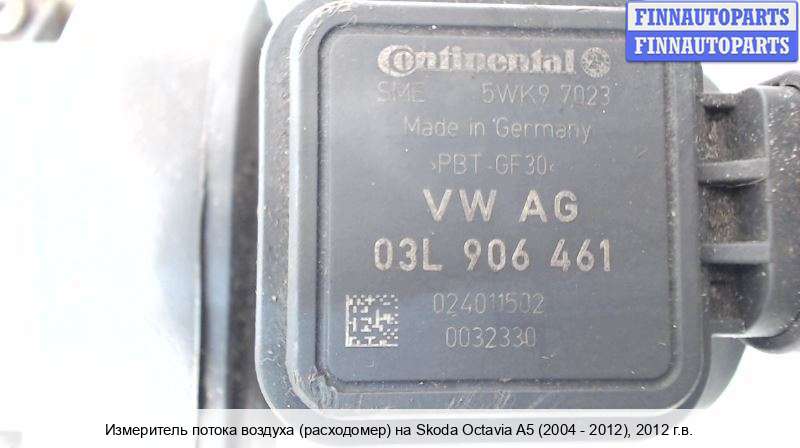 FINNAUTOPARTS
FINNAUTOPARTS
Continental
SME 5WK9 7023
Made in Germany
>PBT-GF30<
VW AG
03L 906 461
024011502
0032330
Измеритель потока воздуха (расходомер) на Skoda Octavia A5 (2004 - 2012), 2012 г.в.